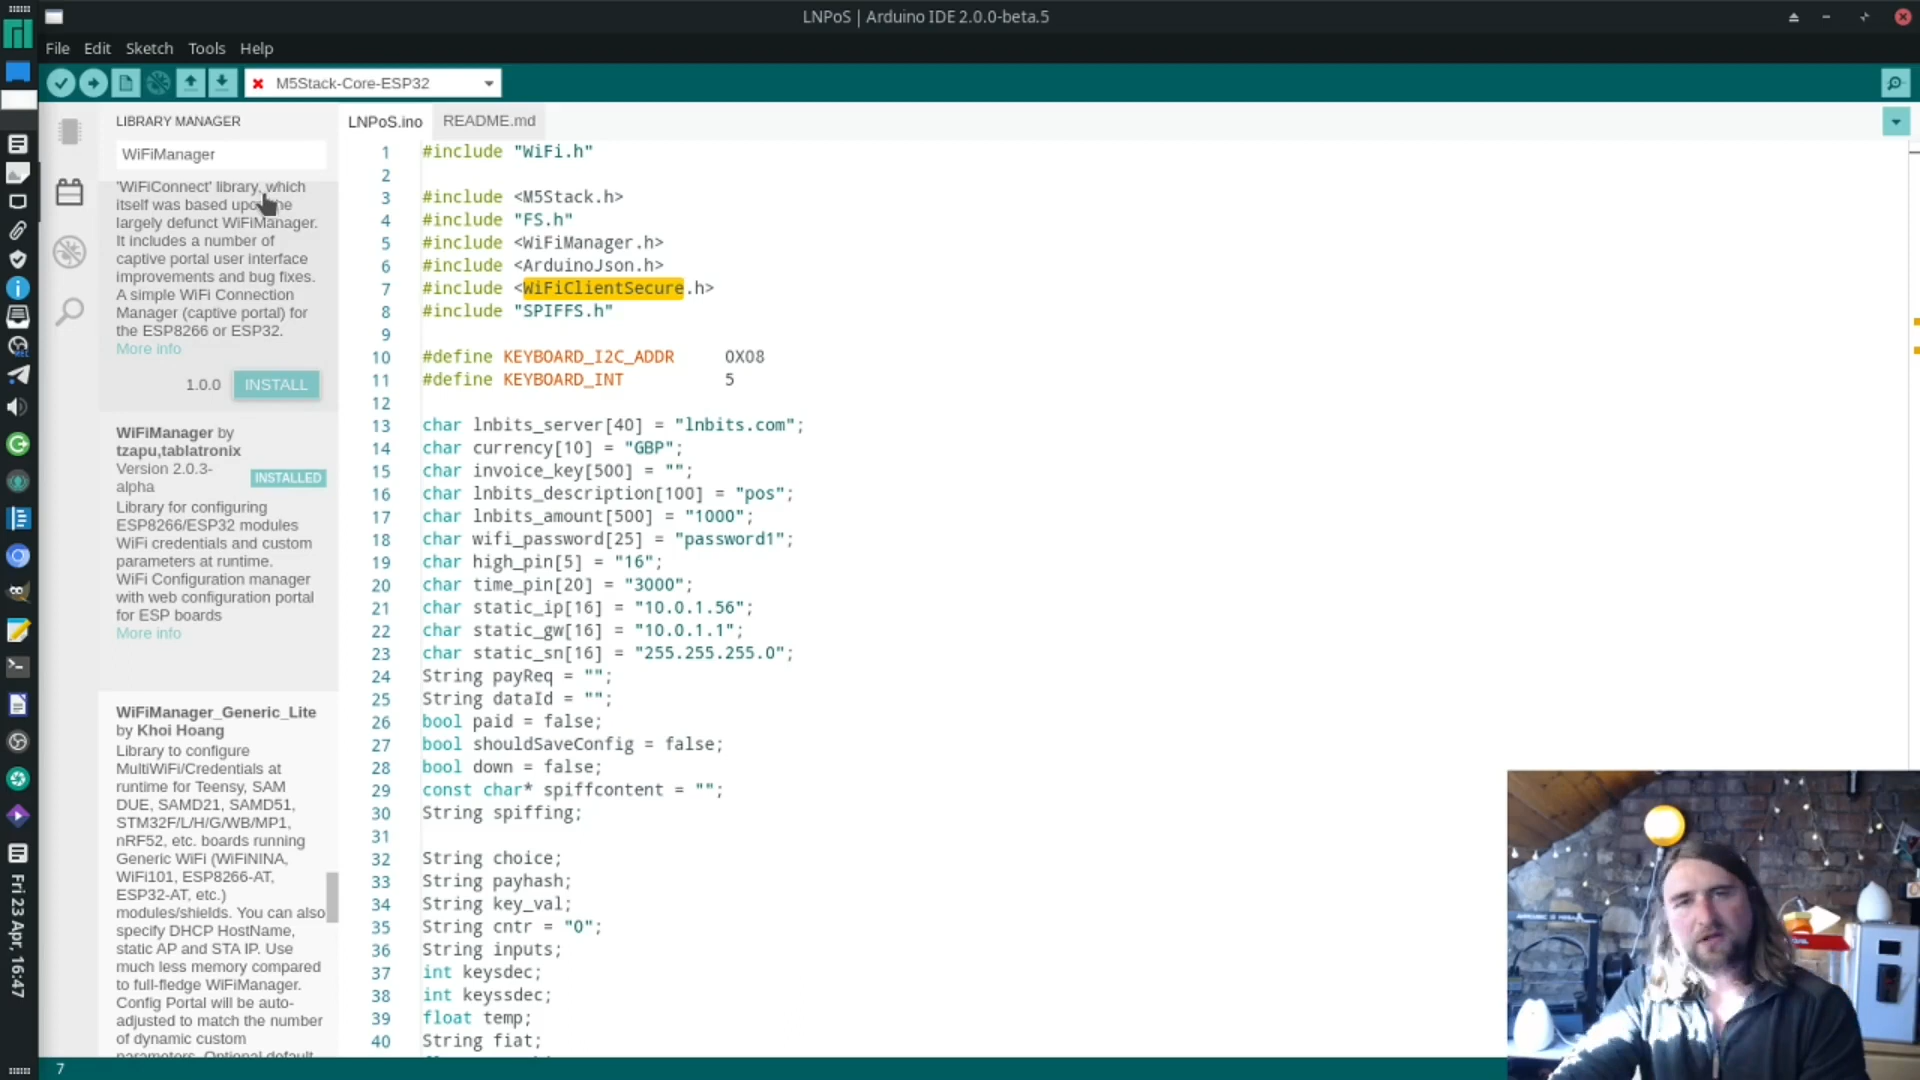 LNPoS | Arduino IDE 2.0.0-beta.5
File Edit Sketch Tools Help
M5Stack-Core-ESP32
LIBRARY MANAGER
WiFiManager
'WiFiConnect' library, which
itself was based upon the
largely defunct WiFiManager.
It includes a number of
captive portal user interface
improvements and bug fixes.
A simple WiFi Connection
Manager (captive portal) for
the ESP8266 or ESP32.
More info
1.0.0 INSTALL
WiFiManager by
tzapu,tablatronix
Version 2.0.3-
alpha
INSTALLED
Library for configuring
ESP8266/ESP32 modules
WiFi credentials and custom
parameters at runtime.
WiFi Configuration manager
with web configuration portal
for ESP boards
More info
WiFiManager_Generic_Lite
by Khoi Hoang
Library to configure
MultiWiFi/Credentials at
runtime for Teensy, SAM
DUE, SAMD21, SAMD51,
STM32F/L/H/G/WB/MP1,
nRF52, etc. boards running
Generic WiFi (WiFiNINA,
WiFi101, ESP8266-AT,
ESP32-AT, etc.)
modules/shields. You can also
specify DHCP HostName,
static AP and STA IP. Use
much less memory compared
to full-fledge WiFiManager.
Config Portal will be auto-
adjusted to match the number
of dynamic custom
parameters. Optional default
LNPoS.ino README.md
1 #include "WiFi.h"
2
3 #include <M5Stack.h>
4 #include "FS.h"
5 #include <WiFiManager.h>
6 #include <ArduinoJson.h>
7 #include <WiFiClientSecure.h>
8 #include "SPIFFS.h"
9
10 #define KEYBOARD_I2C_ADDR 0X08
11 #define KEYBOARD_INT 5
12
13 char lnbits_server[40] = "lnbits.com";
14 char currency[10] = "GBP";
15 char invoice_key[500] = "";
16 char lnbits_description[100] = "pos";
17 char lnbits_amount[500] = "1000";
18 char wifi_password[25] = "password1";
19 char high_pin[5] = "16";
20 char time_pin[20] = "3000";
21 char static_ip[16] = "10.0.1.56";
22 char static_gw[16] = "10.0.1.1";
23 char static_sn[16] = "255.255.255.0";
24 String payReq = "";
25 String dataId = "";
26 bool paid = false;
27 bool shouldSaveConfig = false;
28 bool down = false;
29 const char* spiffcontent = "";
30 String spiffing;
31
32 String choice;
33 String payhash;
34 String key_val;
35 String cntr = "0";
36 String inputs;
37 int keysdec;
38 int keyssdec;
39 float temp;
40 String fiat;
Fri 23 Apr, 16:47
7